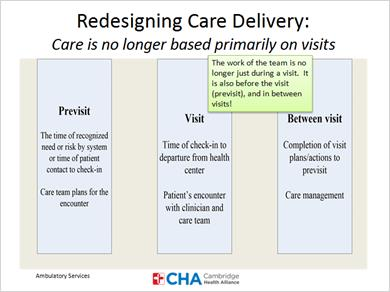 Redesigning Care Delivery:
Care is no longer based primarily on visits
The work of the team is no
longer just during a visit.  It
is also before the visit
(previsit), and in between
visits!
Previsit
The time of recognized
need or risk by system
or time of patient
contact to check-in
Care team plans for the
encounter
Visit
Time of check-in to
departure from health
center
Patient's encounter
with clinician and
care team
Between visit
Completion of visit
plans/actions to
previsit
Care management
Ambulatory Services
CHA
Cambridge
Health Alliance